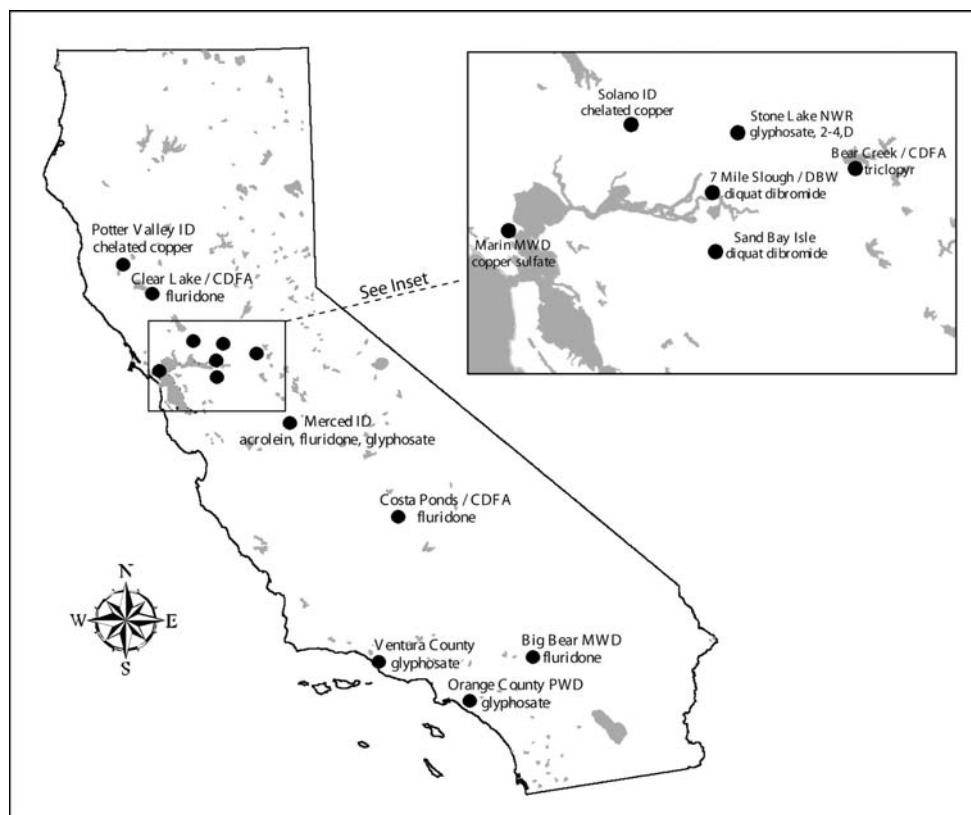 Solano ID
chelated copper
Stone Lake NWR
glyphosate, 2-4,D
Bear Creek / CDFA
triclopyr
7 Mile Slough / DBW
diquat dibromide
Marin MWD
copper sulfate
Sand Bay Isle
diquat dibromide
Potter Valley ID
chelated copper
Clear Lake / CDFA
fluridone
See Inset
Merced ID
acrolein, fluridone, glyphosate
Costa Ponds / CDFA
fluridone
N
W
E
S
Ventura County
glyphosate
Big Bear MWD
fluridone
Orange County PWD
glyphosate